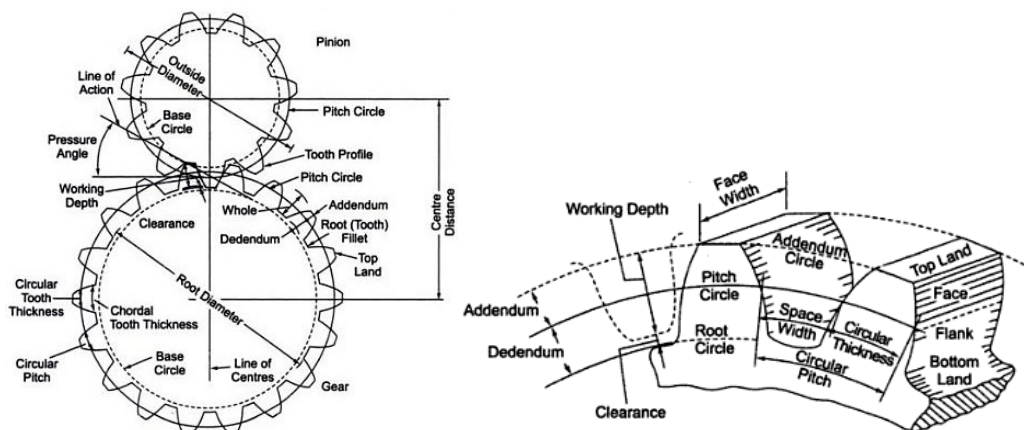 Pinion
Outside
Diameter
Line of
Action
Base
Circle
Pitch Circle
Pressure
Angle
Tooth Profile
Pitch Circle
Working
Depth
Whole
Addendum
Clearance
Dedendum
Root (Tooth)
Fillet
Top
Land
Centre
Distance
Circular
Tooth
Thickness
Root Diameter
Chordal
Tooth Thickness
Circular
Pitch
Base
Circle
Line of
Centres
Gear
Face
Width
Working Depth
Addendum
Circle
Top Land
Pitch
Circle
Face
Addendum
Space
Width
Circular
Thickness
Flank
Dedendum
Root
Circle
Circular
Pitch
Bottom
Land
Clearance